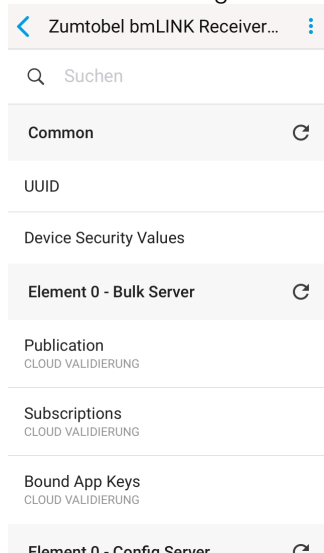 Zumtobel bmLINK Receiver...
Suchen
Common
UUID
Device Security Values
Element 0 - Bulk Server
Publication
CLOUD VALIDIERUNG
Subscriptions
CLOUD VALIDIERUNG
Bound App Keys
CLOUD VALIDIERUNG
Element 0 - Config Server